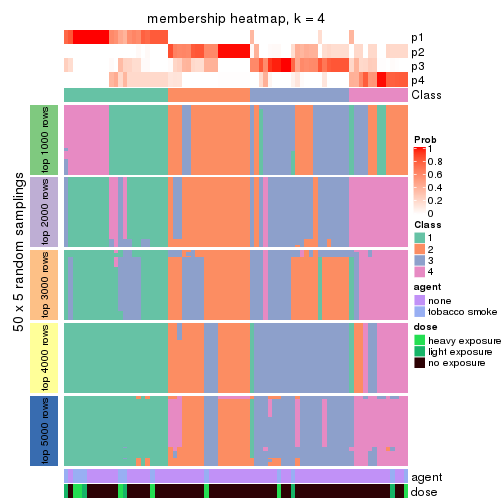 membership heatmap, k = 4
p1
p2
p3
p4
Class
50 x 5 random samplings
top 1000 rows
top 2000 rows
top 3000 rows
top 4000 rows
top 5000 rows
agent
dose
Prob
1
0.8
0.6
0.4
0.2
0
Class
1
2
3
4
agent
none
tobacco smoke
dose
heavy exposure
light exposure
no exposure